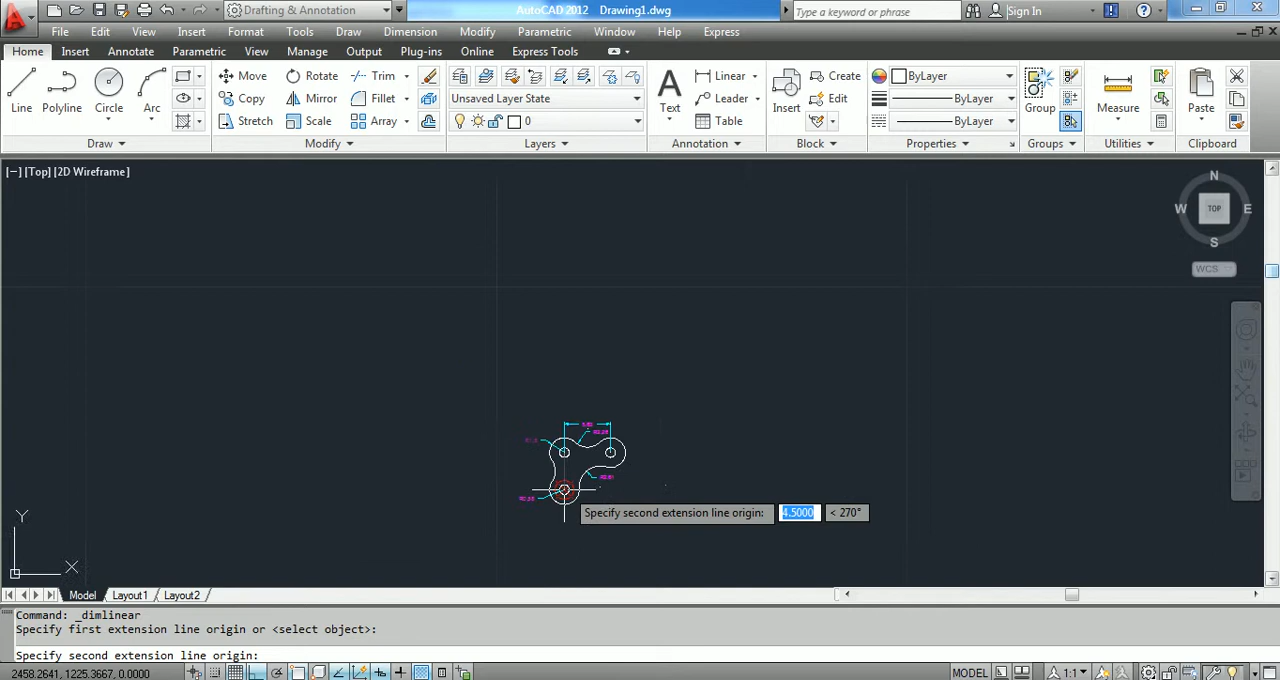 Drafting & Annotation
AutoCAD 2012 Drawing1.dwg
Type a keyword or phrase
Sign In
File Edit View Insert Format Tools Draw Dimension Modify Parametric Window Help Express
Home Insert Annotation Parametric View Manage Output Plug-ins Online Express Tools
Line Polyline Circle Arc
Move Rotate Trim
Copy Mirror Fillet
Stretch Scale Array
Unsaved Layer State
0
Text
Linear
Leader
Table
Insert
Create
Edit
ByLayer
ByLayer
ByLayer
Group
Measure
Paste
Draw Modify Layers Annotation Block Properties Groups Utilities Clipboard
[−] [Top] [2D Wireframe]
N
W TOP E
S
WCS
Specify second extension line origin: 4.5000 < 270°
Y
X
Model Layout1 Layout2
Command: _dimlinear
Specify first extension line origin or <select object>:
Specify second extension line origin:
2458.2641, 1225.3667, 0.0000
MODEL
1:1